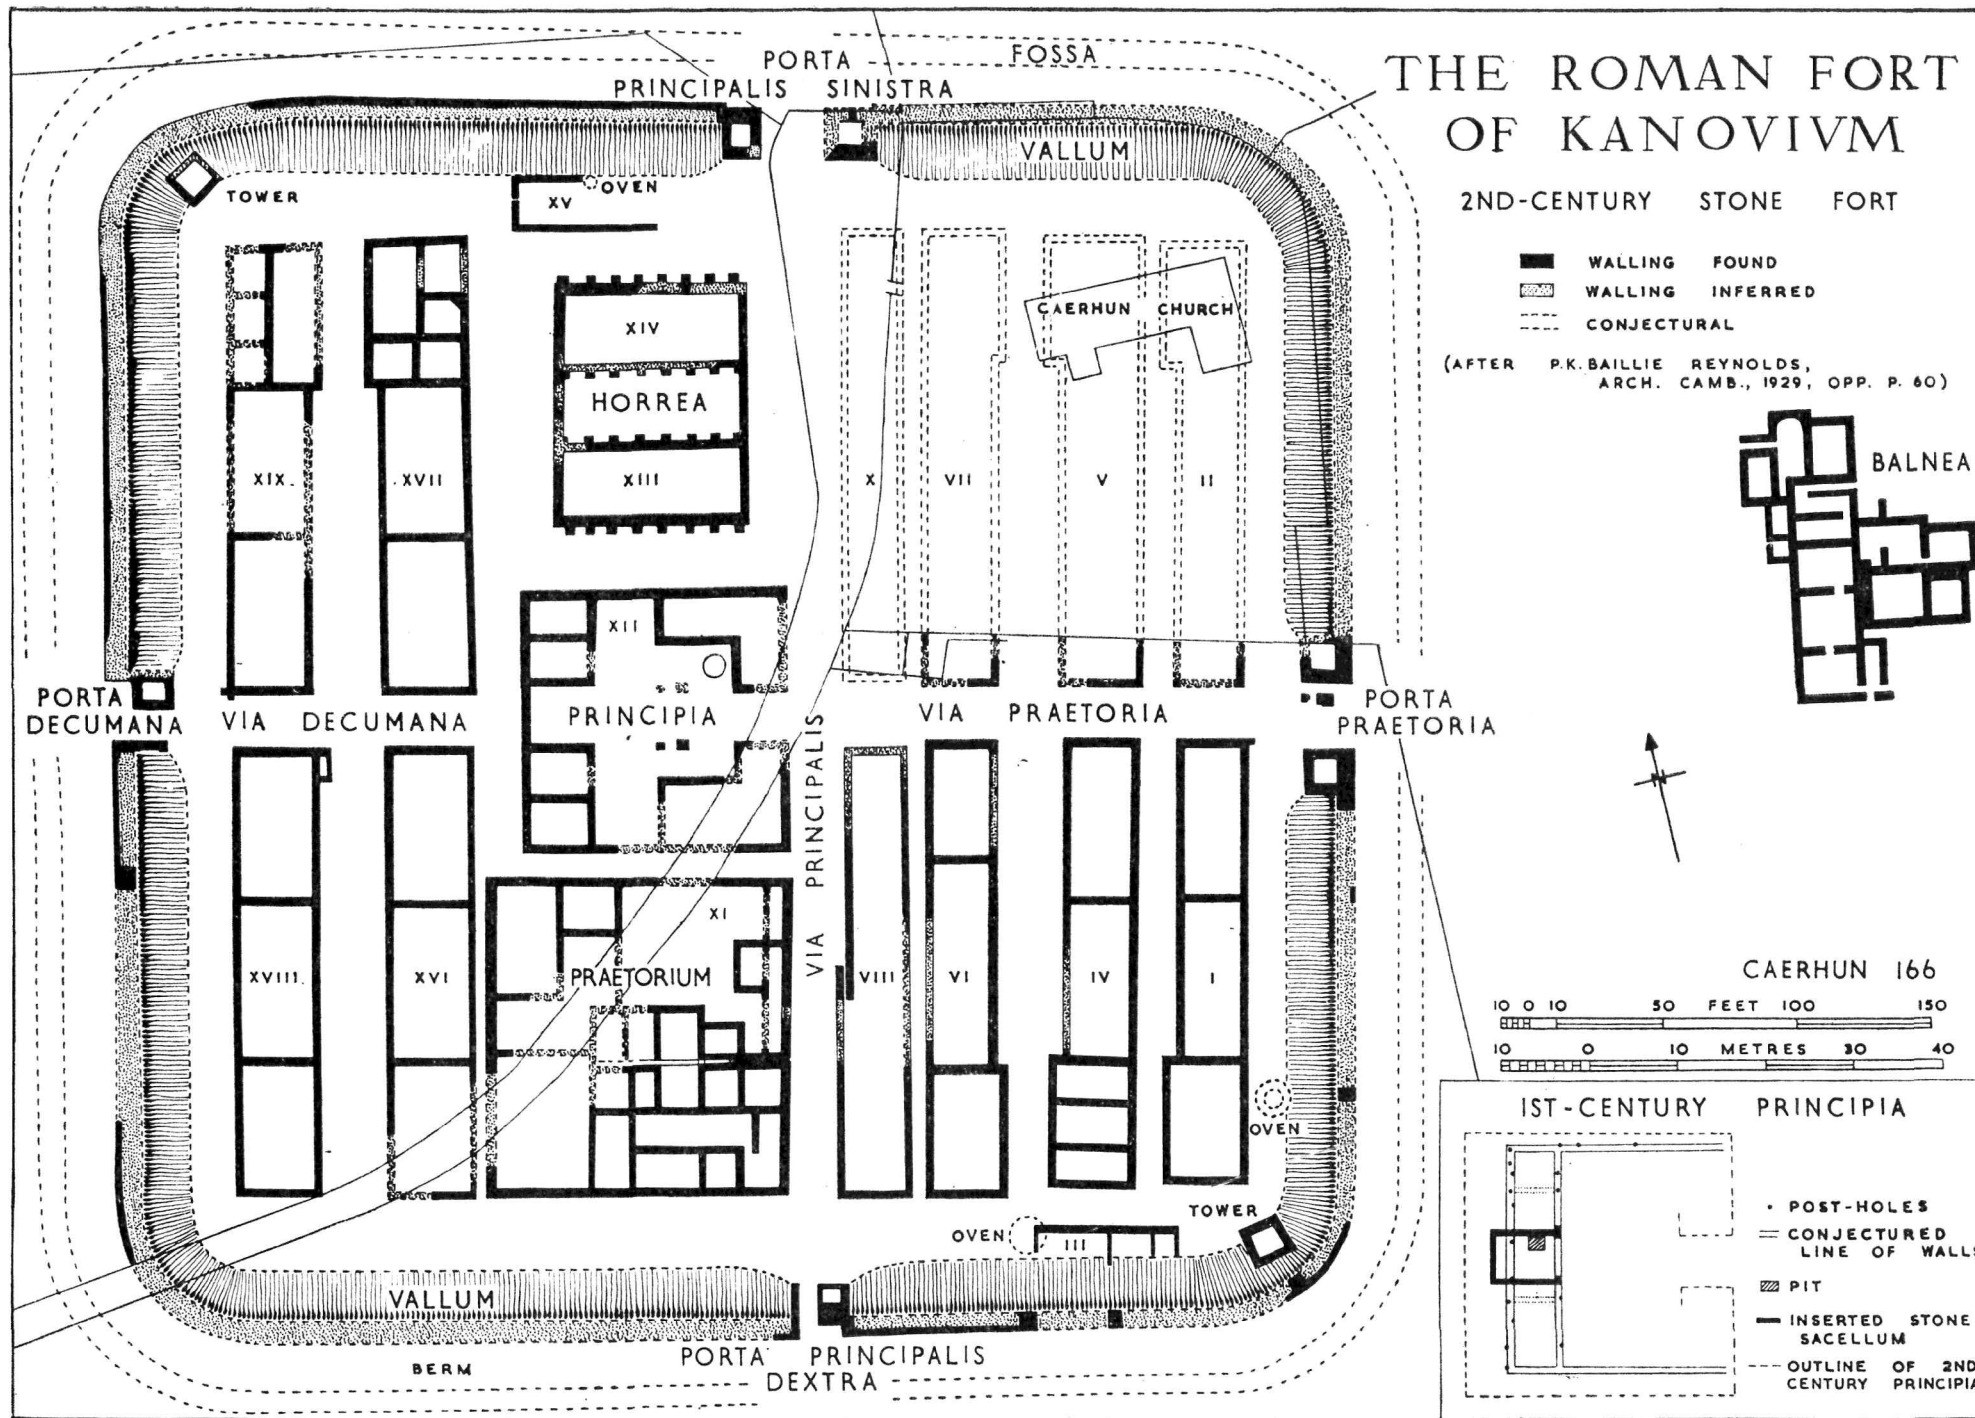 THE ROMAN FORT
OF KANOVIVM
2ND-CENTURY STONE FORT
WALLING FOUND
WALLING INFERRED
CONJECTURAL
(AFTER P.K.BAILLIE REYNOLDS,
ARCH. CAMB., 1929, OPP. P. 60)
PORTA
PRINCIPALIS SINISTRA
FOSSA
VALLUM
TOWER
XV
OVEN
XIV
HORREA
XIII
XIX
XVII
CAERHUN CHURCH
X
VII
V
II
BALNEA
XII
PRINCIPIA
PORTA
DECUMANA
VIA DECUMANA
VIA PRINCIPALIS
VIA PRAETORIA
PORTA
PRAETORIA
XI
PRAETORIUM
XVIII
XVI
VIII
VI
IV
I
OVEN
TOWER
OVEN
III
VALLUM
BERM
PORTA PRINCIPALIS
DEXTRA
CAERHUN 166
10 0 10 50 FEET 100 150
10 0 10 METRES 30 40
1ST-CENTURY PRINCIPIA
POST-HOLES
CONJECTURED
LINE OF WALLS
PIT
INSERTED STONE
SACELLUM
OUTLINE OF 2ND
CENTURY PRINCIPIA